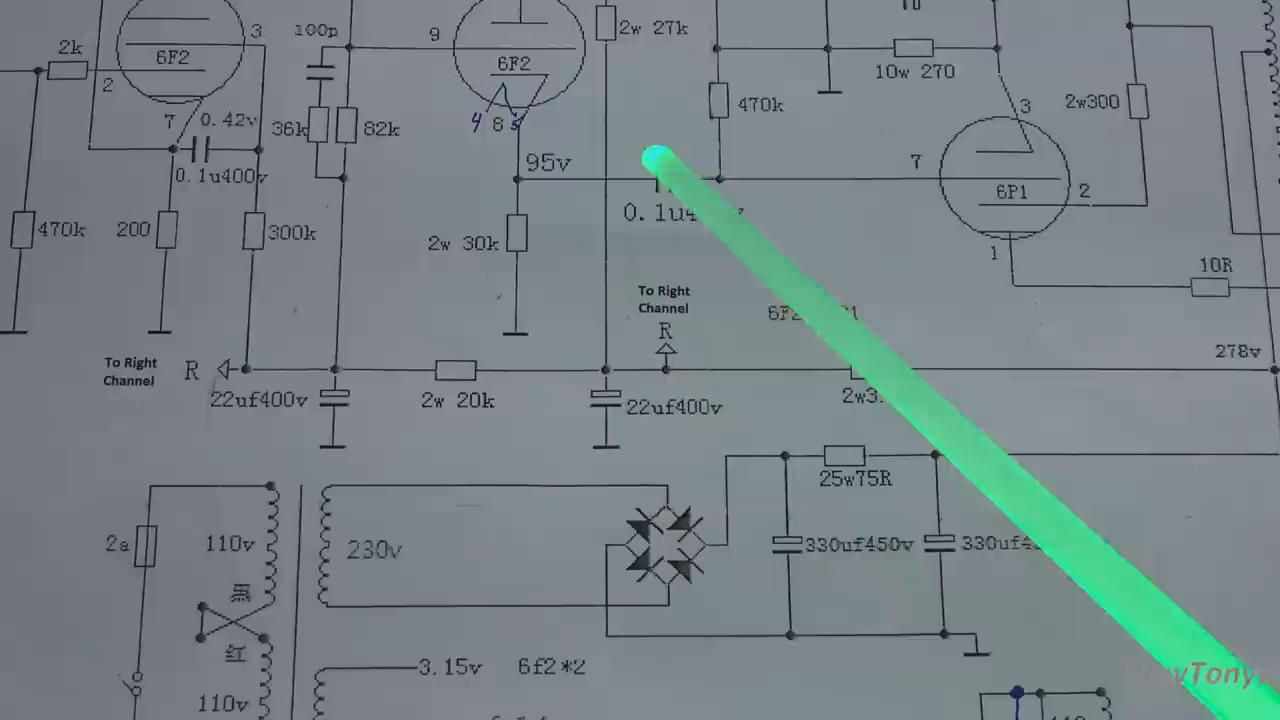 2k
6F2
3
2
7
0.42v
0.1u400v
470k
200
300k
100p
36k
82k
9
6F2
4
8
5
95v
2w 30k
2w 27k
470k
10w 270
7
3
6P1
2
1
2w300
10R
278v
To Right
Channel
R
To Right
Channel
R
22uf400v
2w 20k
22uf400v
25w75R
330uf450v
2a
110v
黑
红
110v
230v
3.15v
6f2*2